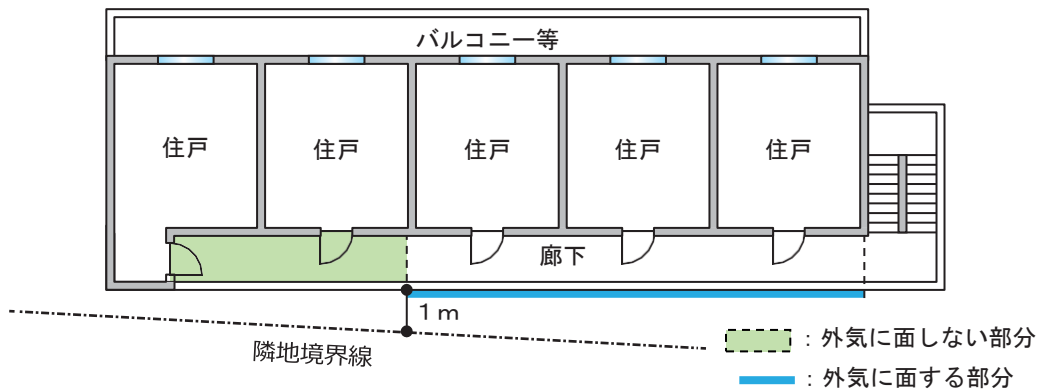 バルコニー等
住戸
住戸
住戸
住戸
住戸
廊下
1m
隣地境界線
：外気に面しない部分
：外気に面する部分